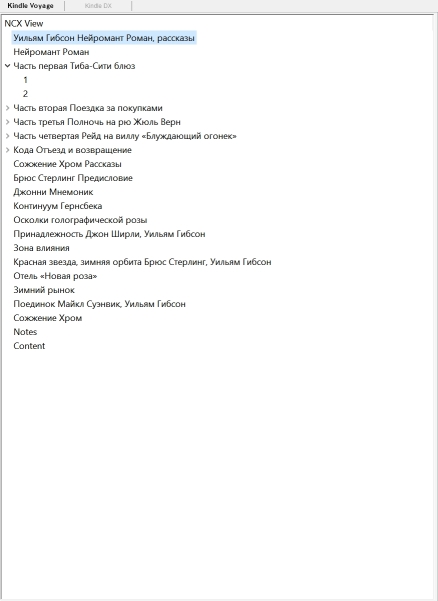 Kindle Voyage
Kindle DX
NCX View
Уильям Гибсон Нейромант Роман, рассказы
Нейромант Роман
Часть первая Тиба-Сити блюз
1
2
Часть вторая Поездка за покупками
Часть третья Полночь на рю Жюль Верн
Часть четвертая Рейд на виллу «Блуждающий огонек»
Кода Отъезд и возвращение
Сожжение Хром Рассказы
Брюс Стерлинг Предисловие
Джонни Мнемоник
Континуум Гернсбека
Осколки голографической розы
Принадлежность Джон Ширли, Уильям Гибсон
Зона влияния
Красная звезда, зимняя орбита Брюс Стерлинг, Уильям Гибсон
Отель «Новая роза»
Зимний рынок
Поединок Майкл Суэнвик, Уильям Гибсон
Сожжение Хром
Notes
Content